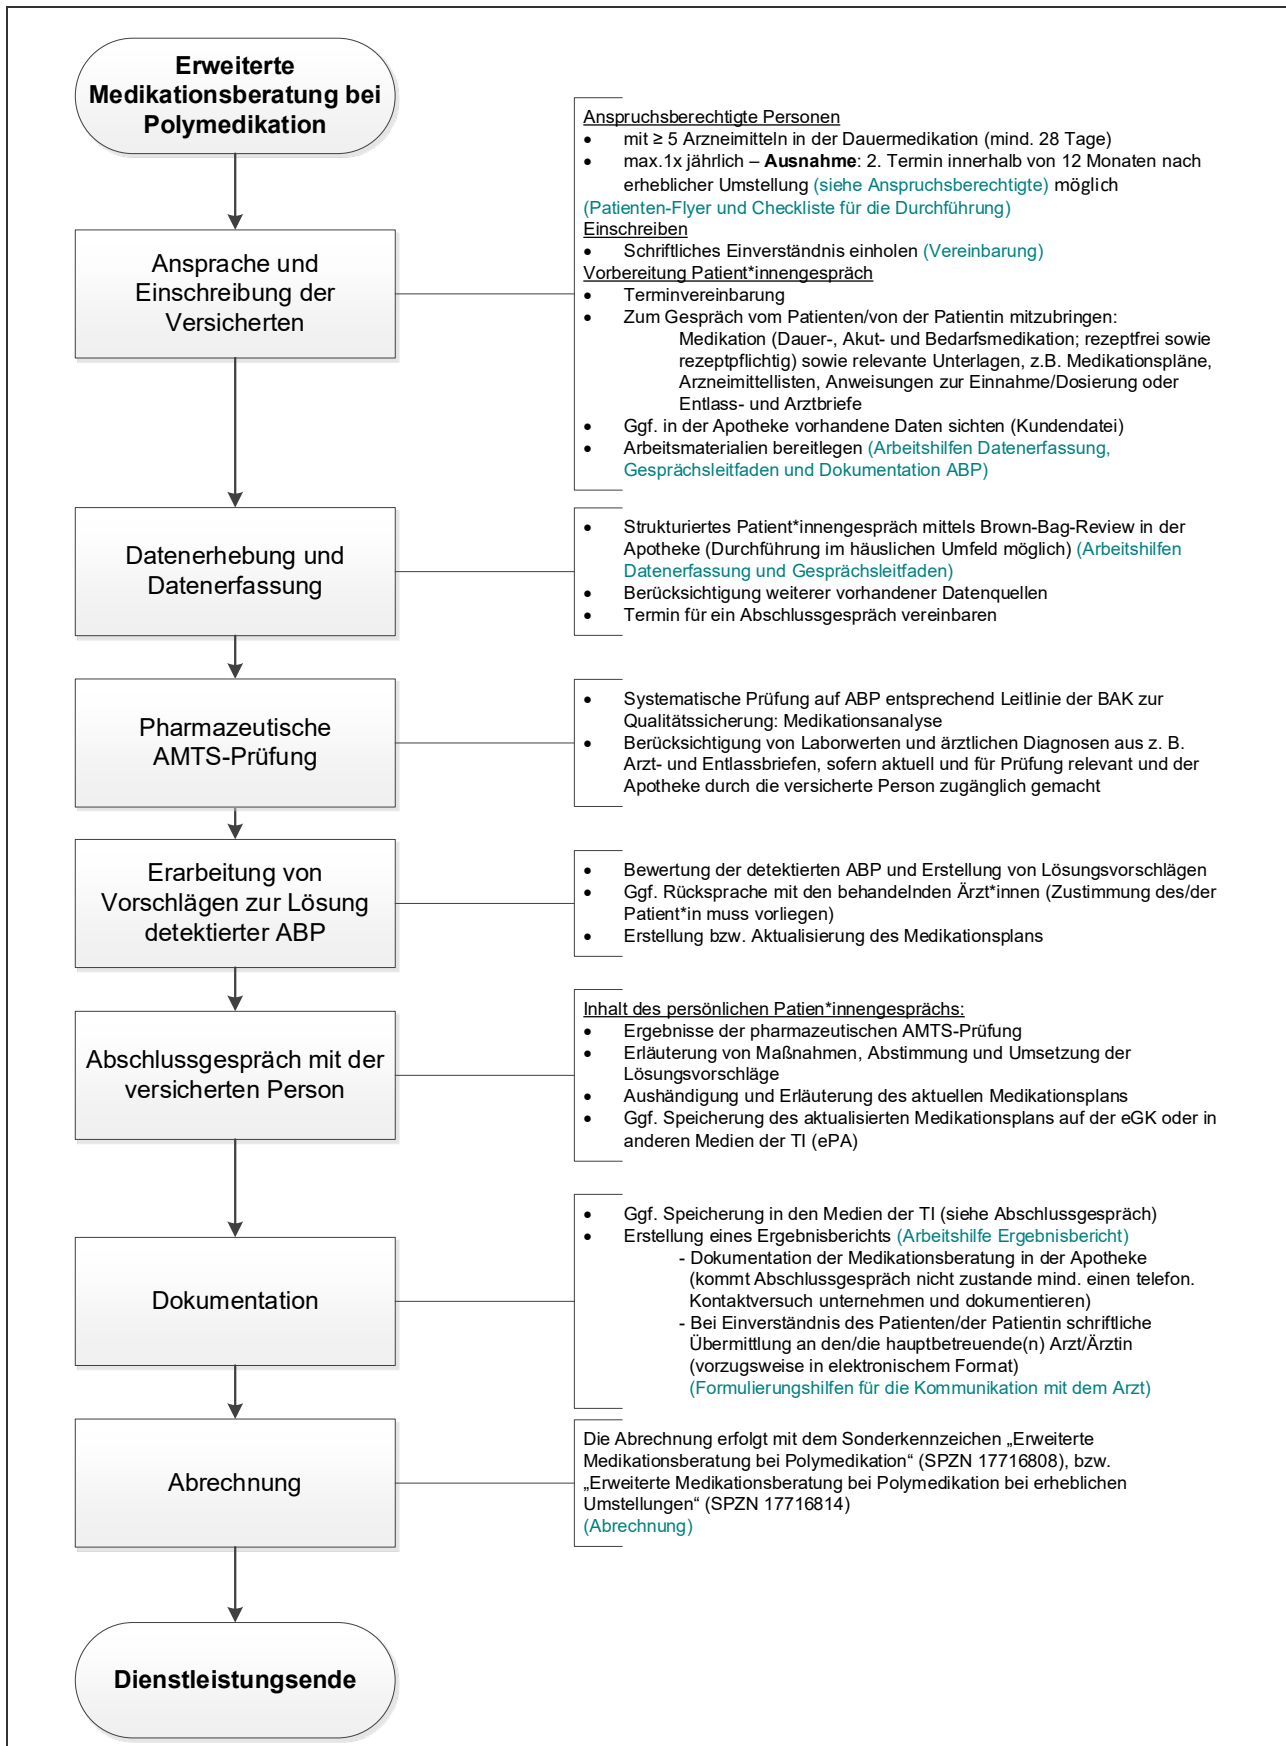 Erweiterte
Medikationsberatung bei
Polymedikation
Anspruchsberechtigte Personen
• mit ≥ 5 Arzneimitteln in der Dauermedikation (mind. 28 Tage)
• max.1x jährlich – Ausnahme: 2. Termin innerhalb von 12 Monaten nach
erheblicher Umstellung (siehe Anspruchsberechtigte) möglich
(Patienten-Flyer und Checkliste für die Durchführung)
Einschreiben
• Schriftliches Einverständnis einholen (Vereinbarung)
Vorbereitung Patient*innengespräch
• Terminvereinbarung
• Zum Gespräch vom Patienten/von der Patientin mitzubringen:
Medikation (Dauer-, Akut- und Bedarfsmedikation; rezeptfrei sowie
rezeptpflichtig) sowie relevante Unterlagen, z.B. Medikationspläne,
Arzneimittellisten, Anweisungen zur Einnahme/Dosierung oder
Entlass- und Arztbriefe
• Ggf. in der Apotheke vorhandene Daten sichten (Kundendatei)
• Arbeitsmaterialien bereitlegen (Arbeitshilfen Datenerfassung,
Gesprächsleitfaden und Dokumentation ABP)
Ansprache und
Einschreibung der
Versicherten
Datenerhebung und
Datenerfassung
• Strukturiertes Patient*innengespräch mittels Brown-Bag-Review in der
Apotheke (Durchführung im häuslichen Umfeld möglich) (Arbeitshilfen
Datenerfassung und Gesprächsleitfaden)
• Berücksichtigung weiterer vorhandener Datenquellen
• Termin für ein Abschlussgespräch vereinbaren
Pharmazeutische
AMTS-Prüfung
• Systematische Prüfung auf ABP entsprechend Leitlinie der BAK zur
Qualitätssicherung: Medikationsanalyse
• Berücksichtigung von Laborwerten und ärztlichen Diagnosen aus z. B.
Arzt- und Entlassbriefen, sofern aktuell und für Prüfung relevant und der
Apotheke durch die versicherte Person zugänglich gemacht
Erarbeitung von
Vorschlägen zur Lösung
detektierter ABP
• Bewertung der detektierten ABP und Erstellung von Lösungsvorschlägen
• Ggf. Rücksprache mit den behandelnden Ärzt*innen (Zustimmung des/der
Patient*in muss vorliegen)
• Erstellung bzw. Aktualisierung des Medikationsplans
Abschlussgespräch mit der
versicherten Person
Inhalt des persönlichen Patien*innengesprächs:
• Ergebnisse der pharmazeutischen AMTS-Prüfung
• Erläuterung von Maßnahmen, Abstimmung und Umsetzung der
Lösungsvorschläge
• Aushändigung und Erläuterung des aktuellen Medikationsplans
• Ggf. Speicherung des aktualisierten Medikationsplans auf der eGK oder in
anderen Medien der TI (ePA)
Dokumentation
• Ggf. Speicherung in den Medien der TI (siehe Abschlussgespräch)
• Erstellung eines Ergebnisberichts (Arbeitshilfe Ergebnisbericht)
- Dokumentation der Medikationsberatung in der Apotheke
(kommt Abschlussgespräch nicht zustande mind. einen telefon.
Kontaktversuch unternehmen und dokumentieren)
- Bei Einverständnis des Patienten/der Patientin schriftliche
Übermittlung an den/die hauptbetreuende(n) Arzt/Ärztin
(vorzugsweise in elektronischem Format)
(Formulierungshilfen für die Kommunikation mit dem Arzt)
Abrechnung
Die Abrechnung erfolgt mit dem Sonderkennzeichen „Erweiterte
Medikationsberatung bei Polymedikation“ (SPZN 17716808), bzw.
„Erweiterte Medikationsberatung bei Polymedikation bei erheblichen
Umstellungen“ (SPZN 17716814)
(Abrechnung)
Dienstleistungsende